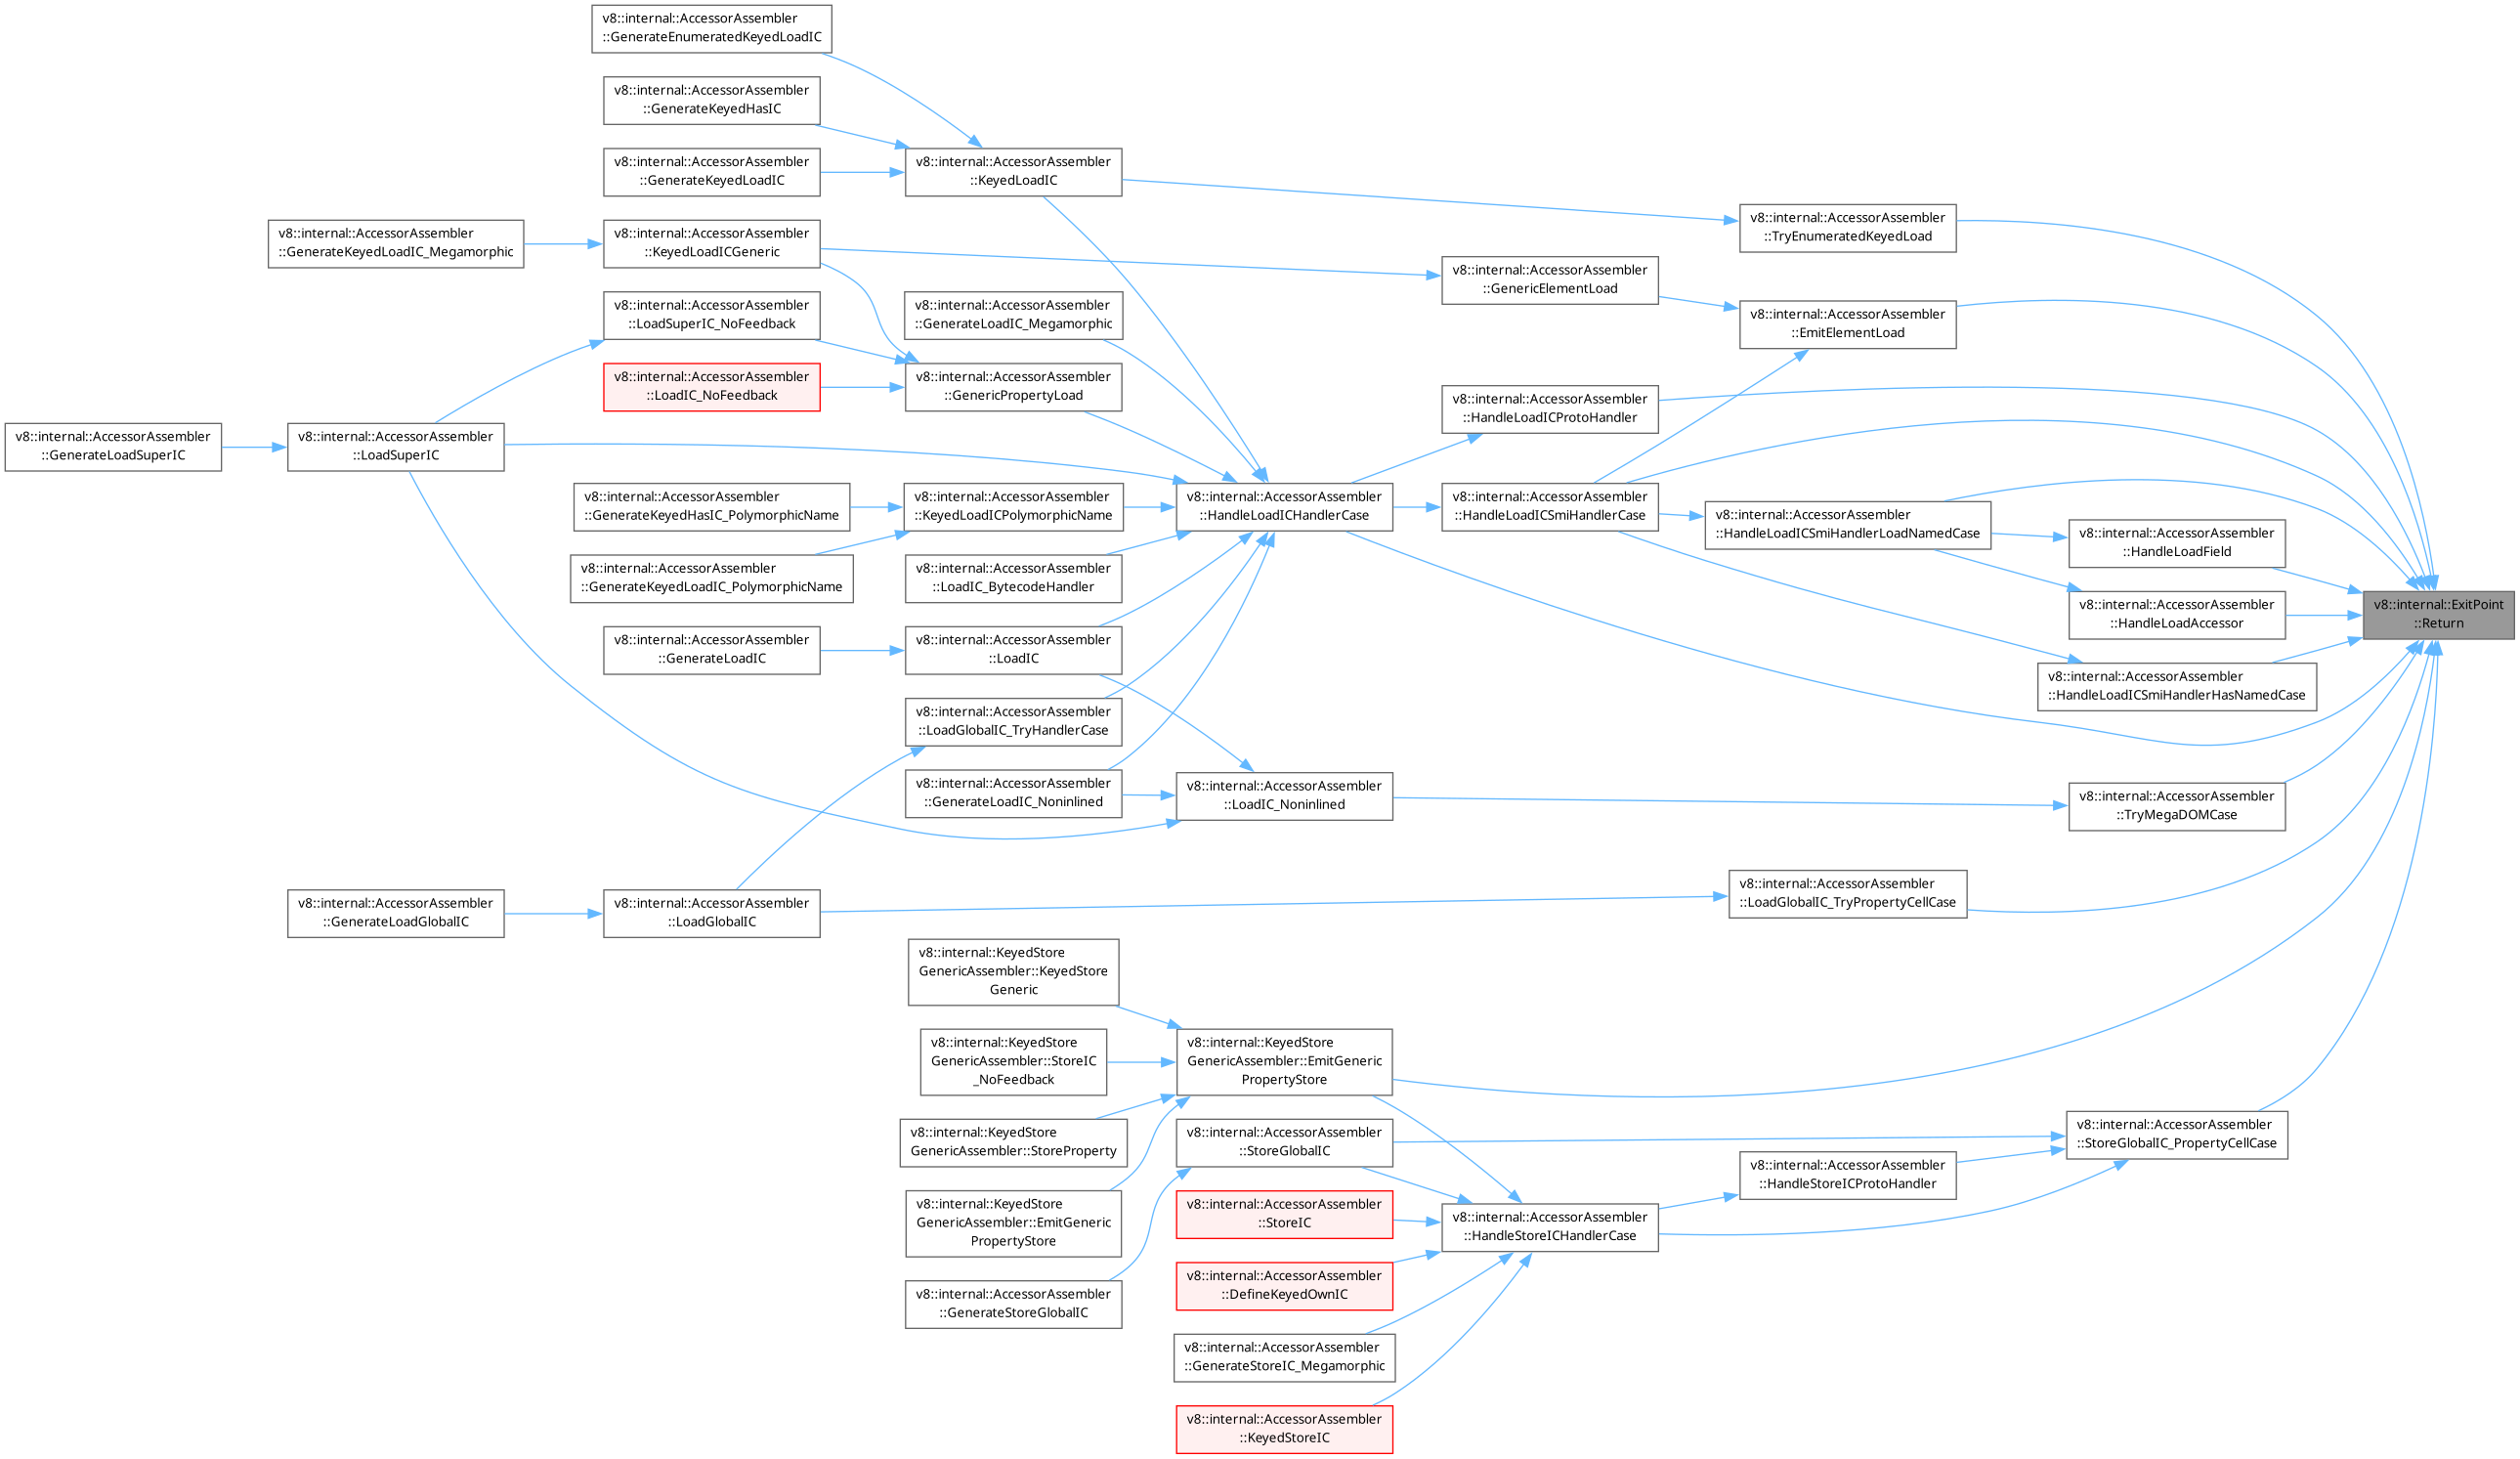 v8::internal::AccessorAssembler
::GenerateEnumeratedKeyedLoadIC
v8::internal::AccessorAssembler
::GenerateKeyedHasIC
v8::internal::AccessorAssembler
::GenerateKeyedLoadIC
v8::internal::AccessorAssembler
::KeyedLoadIC
v8::internal::AccessorAssembler
::GenerateKeyedLoadIC_Megamorphic
v8::internal::AccessorAssembler
::KeyedLoadICGeneric
v8::internal::AccessorAssembler
::TryEnumeratedKeyedLoad
v8::internal::AccessorAssembler
::GenericElementLoad
v8::internal::AccessorAssembler
::LoadSuperIC_NoFeedback
v8::internal::AccessorAssembler
::GenerateLoadIC_Megamorphic
v8::internal::AccessorAssembler
::EmitElementLoad
v8::internal::AccessorAssembler
::LoadIC_NoFeedback
v8::internal::AccessorAssembler
::GenericPropertyLoad
v8::internal::AccessorAssembler
::HandleLoadICProtoHandler
v8::internal::AccessorAssembler
::GenerateLoadSuperIC
v8::internal::AccessorAssembler
::LoadSuperIC
v8::internal::AccessorAssembler
::GenerateKeyedHasIC_PolymorphicName
v8::internal::AccessorAssembler
::KeyedLoadICPolymorphicName
v8::internal::AccessorAssembler
::HandleLoadICHandlerCase
v8::internal::AccessorAssembler
::HandleLoadICSmiHandlerCase
v8::internal::AccessorAssembler
::HandleLoadICSmiHandlerLoadNamedCase
v8::internal::AccessorAssembler
::HandleLoadField
v8::internal::AccessorAssembler
::GenerateKeyedLoadIC_PolymorphicName
v8::internal::AccessorAssembler
::LoadIC_BytecodeHandler
v8::internal::AccessorAssembler
::HandleLoadAccessor
v8::internal::ExitPoint
::Return
v8::internal::AccessorAssembler
::GenerateLoadIC
v8::internal::AccessorAssembler
::LoadIC
v8::internal::AccessorAssembler
::HandleLoadICSmiHandlerHasNamedCase
v8::internal::AccessorAssembler
::LoadGlobalIC_TryHandlerCase
v8::internal::AccessorAssembler
::GenerateLoadIC_Noninlined
v8::internal::AccessorAssembler
::LoadIC_Noninlined
v8::internal::AccessorAssembler
::TryMegaDOMCase
v8::internal::AccessorAssembler
::GenerateLoadGlobalIC
v8::internal::AccessorAssembler
::LoadGlobalIC
v8::internal::AccessorAssembler
::LoadGlobalIC_TryPropertyCellCase
v8::internal::KeyedStore
GenericAssembler::KeyedStore
Generic
v8::internal::KeyedStore
GenericAssembler::StoreIC
_NoFeedback
v8::internal::KeyedStore
GenericAssembler::EmitGeneric
PropertyStore
v8::internal::KeyedStore
GenericAssembler::StoreProperty
v8::internal::AccessorAssembler
::StoreGlobalIC
v8::internal::AccessorAssembler
::StoreGlobalIC_PropertyCellCase
v8::internal::AccessorAssembler
::HandleStoreICProtoHandler
v8::internal::KeyedStore
GenericAssembler::EmitGeneric
PropertyStore
v8::internal::AccessorAssembler
::StoreIC
v8::internal::AccessorAssembler
::HandleStoreICHandlerCase
v8::internal::AccessorAssembler
::GenerateStoreGlobalIC
v8::internal::AccessorAssembler
::DefineKeyedOwnIC
v8::internal::AccessorAssembler
::GenerateStoreIC_Megamorphic
v8::internal::AccessorAssembler
::KeyedStoreIC